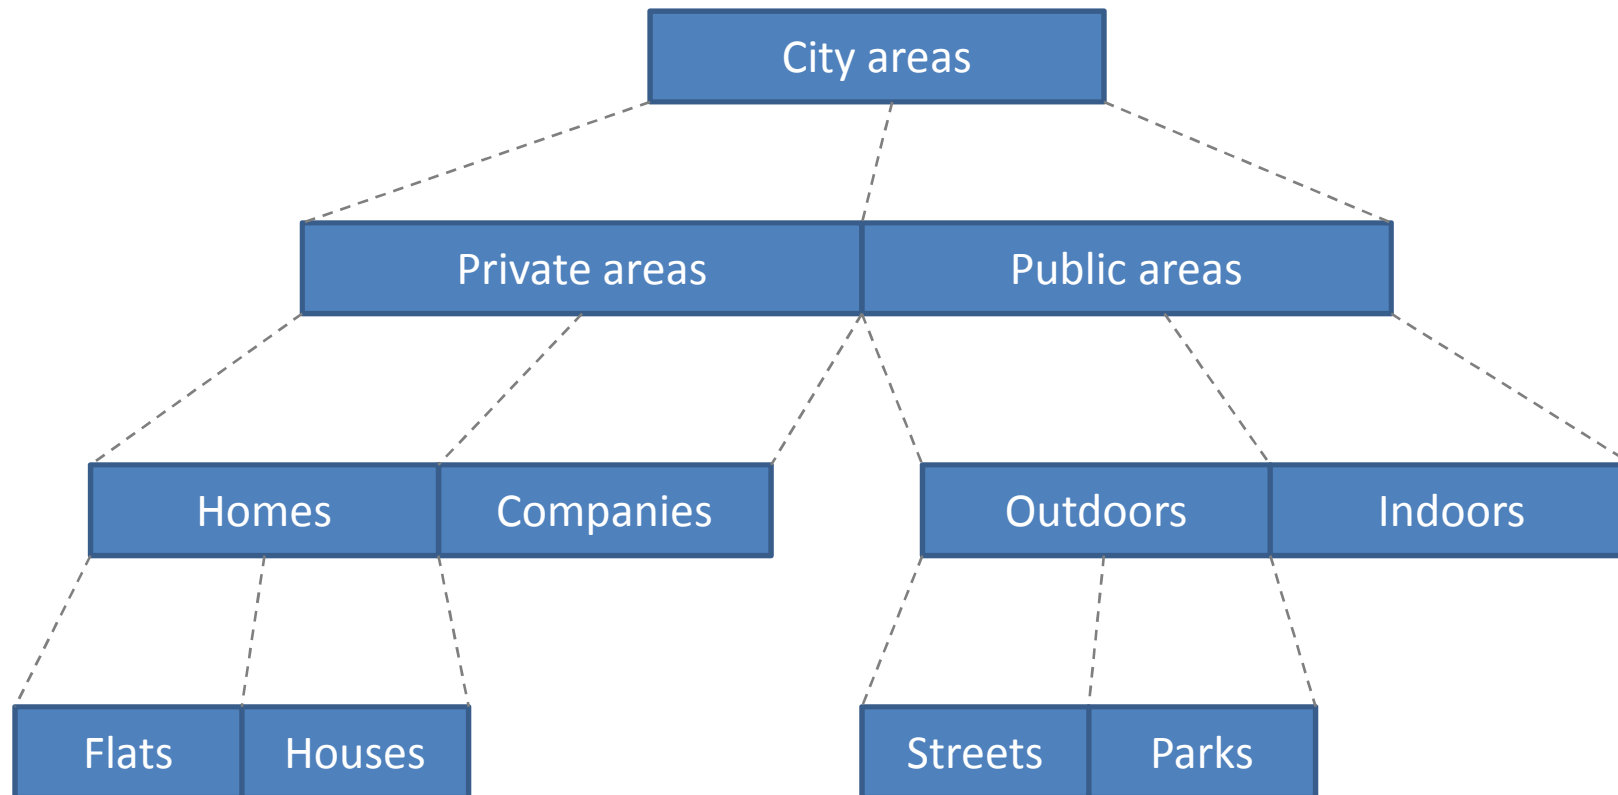 City areas
Private areas
Public areas
Homes
Companies
Outdoors
Indoors
Flats
Houses
Streets
Parks